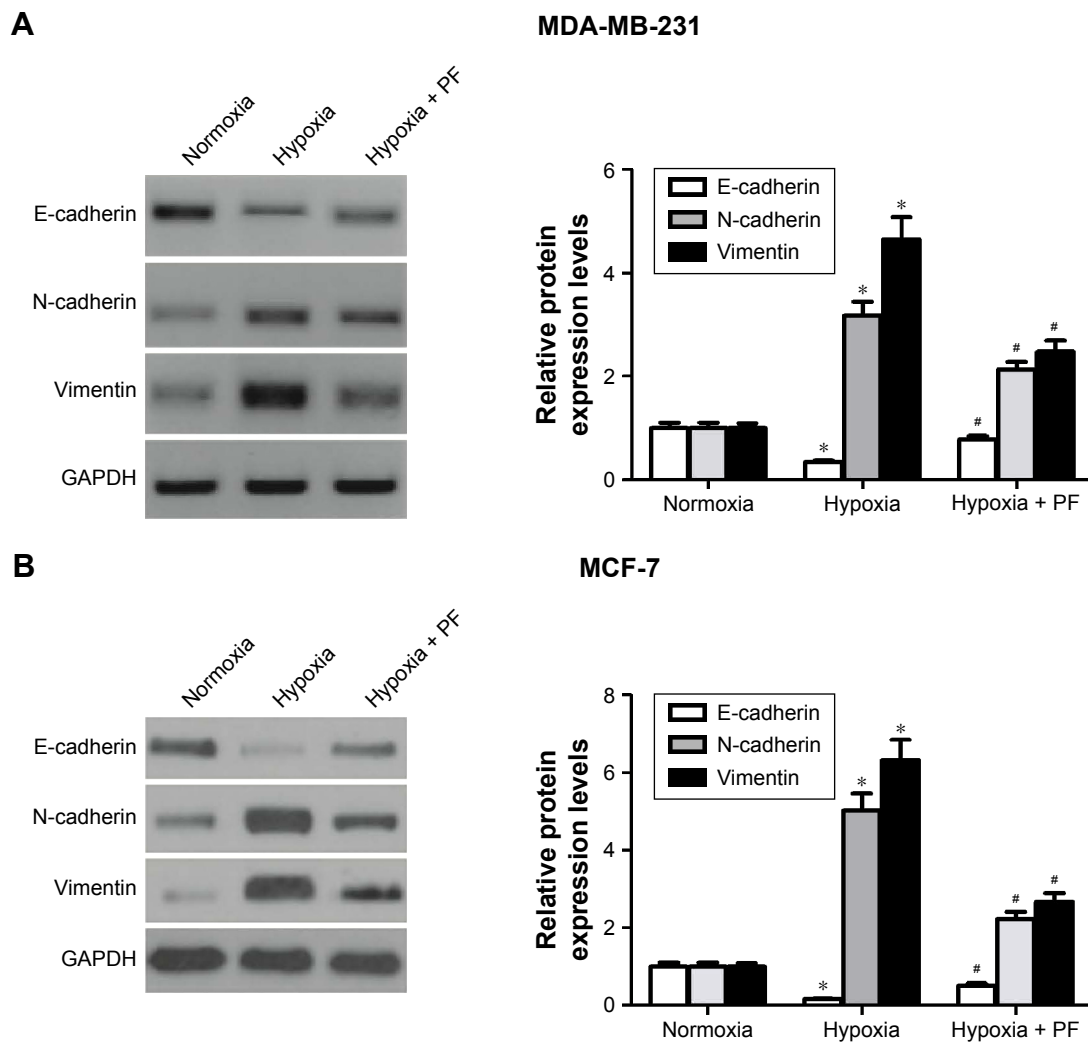 A
MDA-MB-231
Normoxia
Hypoxia
Hypoxia + PF
E-cadherin
N-cadherin
Vimentin
GAPDH
Relative protein
expression levels
6
4
2
0
E-cadherin
N-cadherin
Vimentin
*
*
*
#
#
#
Normoxia
Hypoxia
Hypoxia + PF
B
MCF-7
Normoxia
Hypoxia
Hypoxia + PF
E-cadherin
N-cadherin
Vimentin
GAPDH
Relative protein
expression levels
8
6
4
2
0
E-cadherin
N-cadherin
Vimentin
*
*
*
#
#
#
Normoxia
Hypoxia
Hypoxia + PF